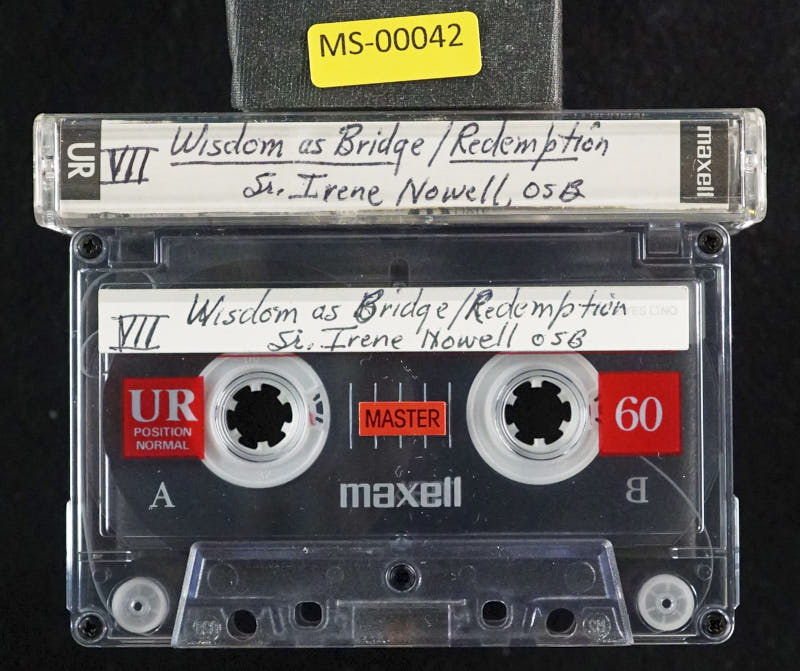 MS-00042
UR
VII Wisdom as Bridge/Redemption
Sr. Irene Nowell, OSB
maxell
VII Wisdom as Bridge/Redemption
Sr. Irene Nowell OSB
UR
POSITION
NORMAL
MASTER
60
A
maxell
B